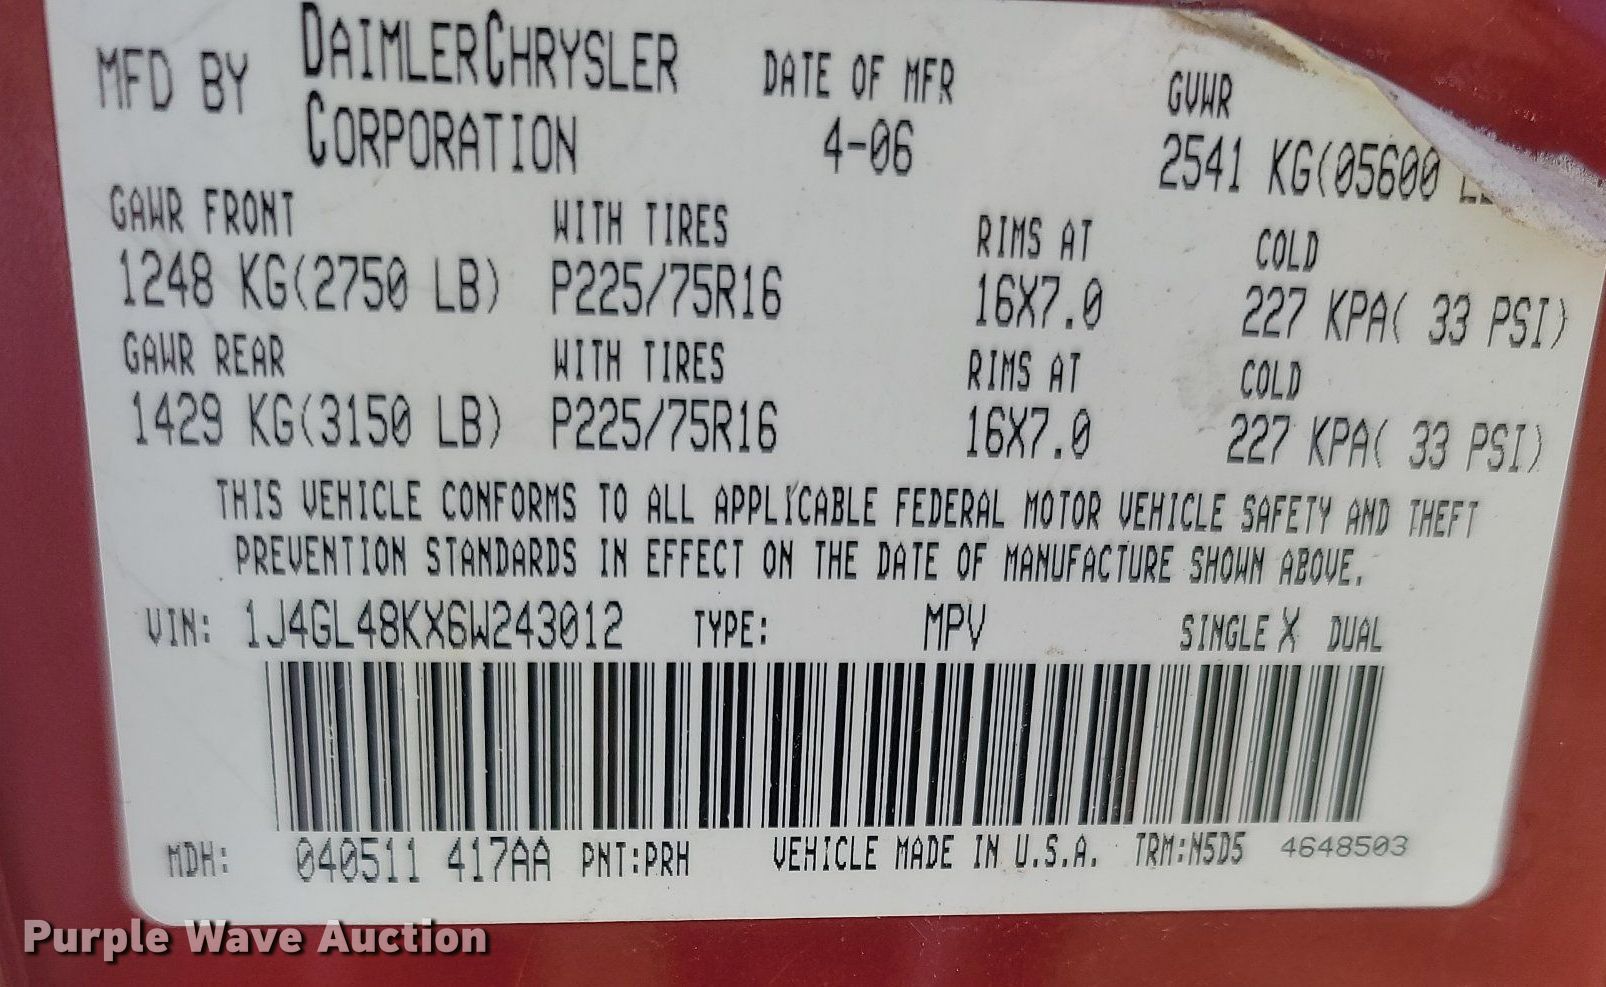 MFD BY DAIMLERCHRYSLER CORPORATION
DATE OF MFR
4-06
GVWR
2541 KG(05600
GAWR FRONT WITH TIRES RIMS AT COLD
1248 KG(2750 LB) P225/75R16 16X7.0 227 KPA( 33 PSI)
GAWR REAR WITH TIRES RIMS AT COLD
1429 KG(3150 LB) P225/75R16 16X7.0 227 KPA( 33 PSI)
THIS VEHICLE CONFORMS TO ALL APPLICABLE FEDERAL MOTOR VEHICLE SAFETY AND THEFT
PREVENTION STANDARDS IN EFFECT ON THE DATE OF MANUFACTURE SHOWN ABOVE.
VIN: 1J4GL48KX6W243012 TYPE: MPV SINGLE X DUAL
MDH: 040511 417AA PNT:PRH VEHICLE MADE IN U.S.A. TRM:N5D5 4648503
Purple Wave Auction